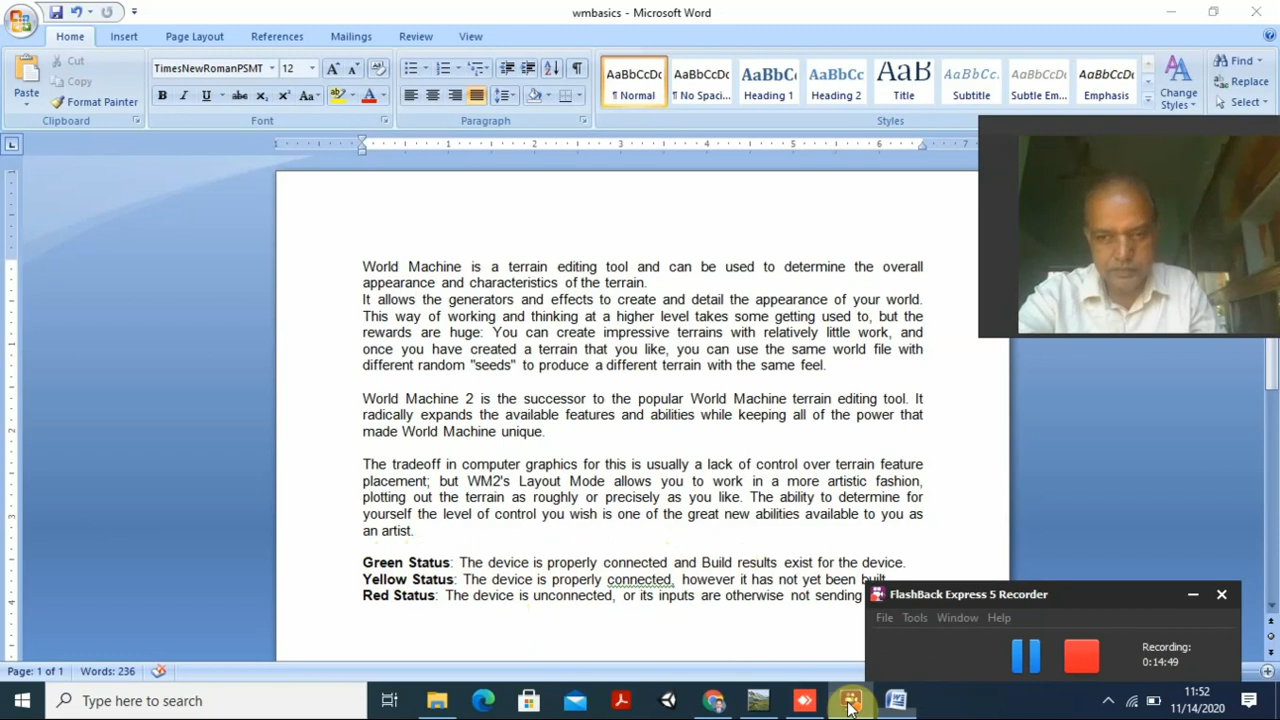 wmbasics - Microsoft Word
Home Insert Page Layout References Mailings Review View
Cut
Copy
Paste
Format Painter
Clipboard
TimesNewRomanPSMT 12
Font
Paragraph
AaBbCcDc AaBbCcDc AaBbC AaBbCc AaB AaBbCc. AaBbCcDc AaBbCcDc
¶ Normal ¶ No Spaci... Heading 1 Heading 2 Title Subtitle Subtle Em... Emphasis
Change
Styles
Styles
Find
Replace
Select
1 1 2 3 4 5 6 7
World Machine is a terrain editing tool and can be used to determine the overall
appearance and characteristics of the terrain.
It allows the generators and effects to create and detail the appearance of your world.
This way of working and thinking at a higher level takes some getting used to, but the
rewards are huge: You can create impressive terrains with relatively little work, and
once you have created a terrain that you like, you can use the same world file with
different random "seeds" to produce a different terrain with the same feel.
World Machine 2 is the successor to the popular World Machine terrain editing tool. It
radically expands the available features and abilities while keeping all of the power that
made World Machine unique.
The tradeoff in computer graphics for this is usually a lack of control over terrain feature
placement; but WM2's Layout Mode allows you to work in a more artistic fashion,
plotting out the terrain as roughly or precisely as you like. The ability to determine for
yourself the level of control you wish is one of the great new abilities available to you as
an artist.
Green Status: The device is properly connected and Build results exist for the device.
Yellow Status: The device is properly connected, however it has not yet been built.
Red Status: The device is unconnected, or its inputs are otherwise not sending
FlashBack Express 5 Recorder
File Tools Window Help
Recording:
0:14:49
Page: 1 of 1 Words: 236
Type here to search
11:52
11/14/2020